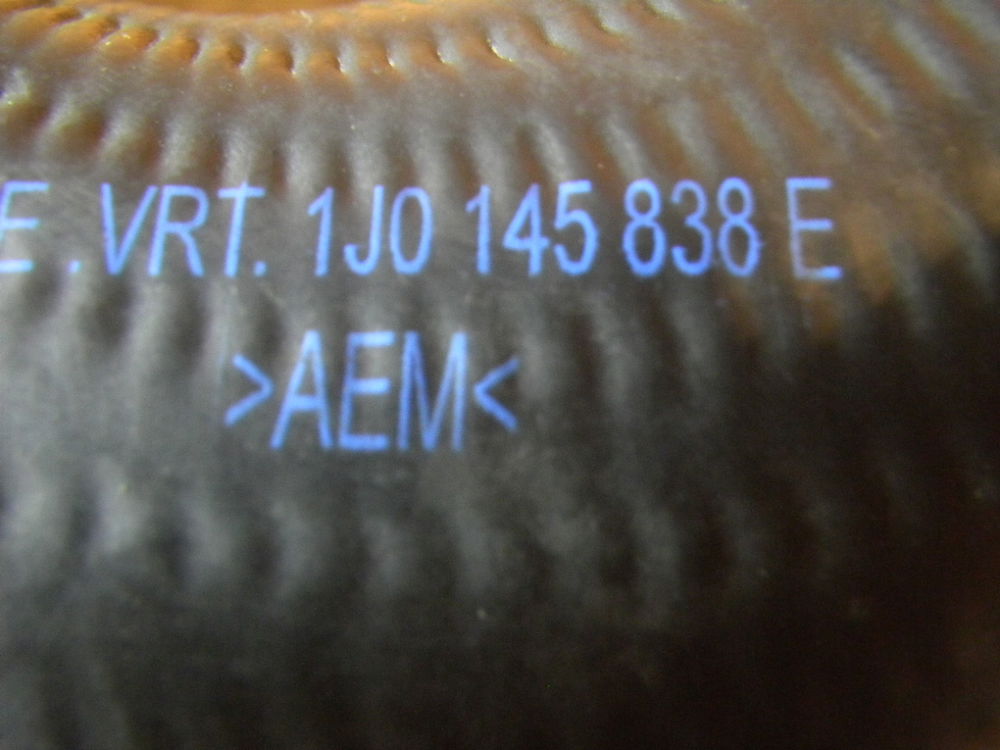 E .VRT. 1J0 145 838 E
>AEM<